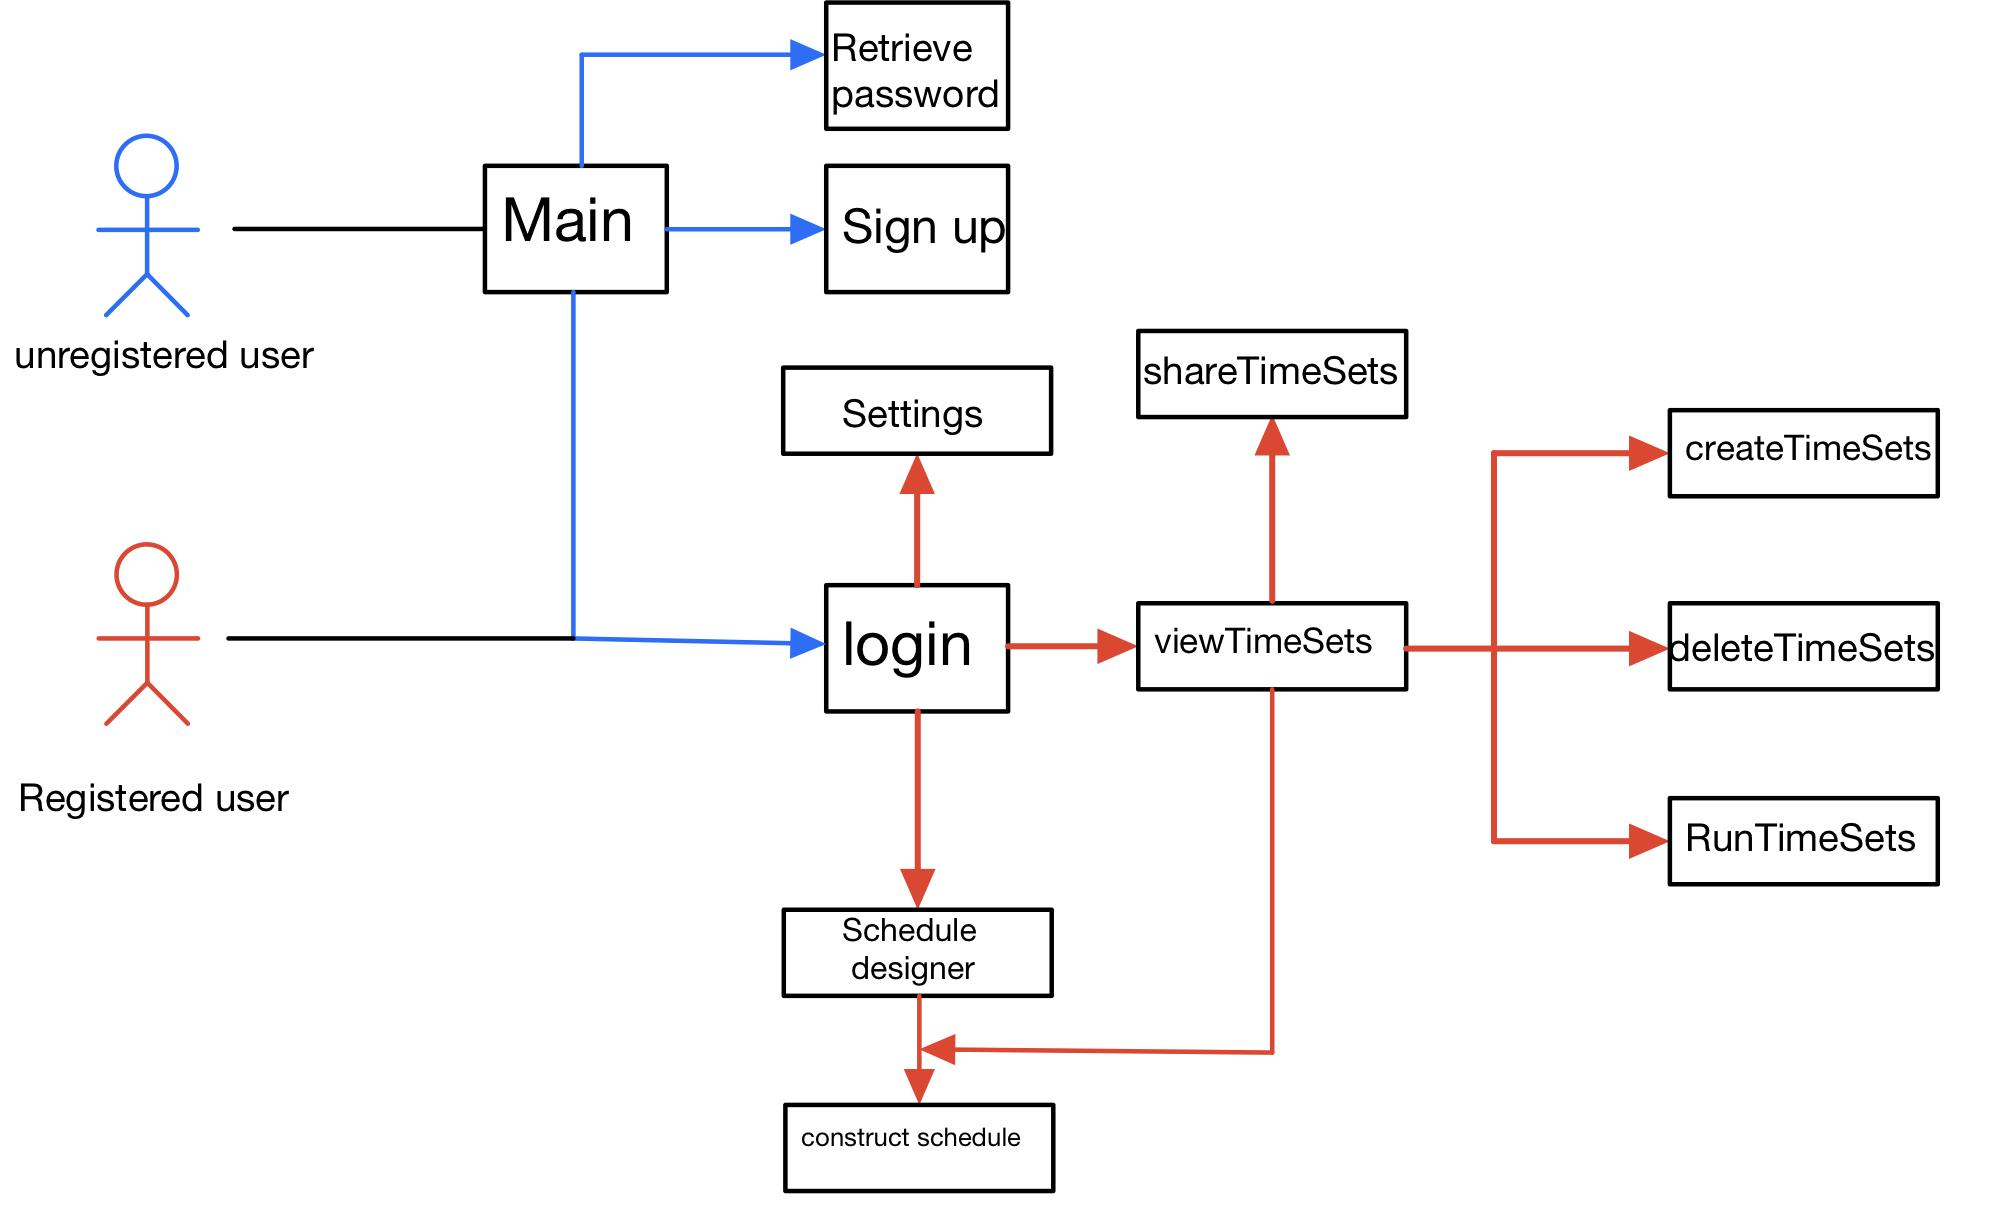 Retrieve
password
Main
Sign up
unregistered user
shareTimeSets
Settings
createTimeSets
login
viewTimeSets
deleteTimeSets
Registered user
RunTimeSets
Schedule
designer
construct schedule